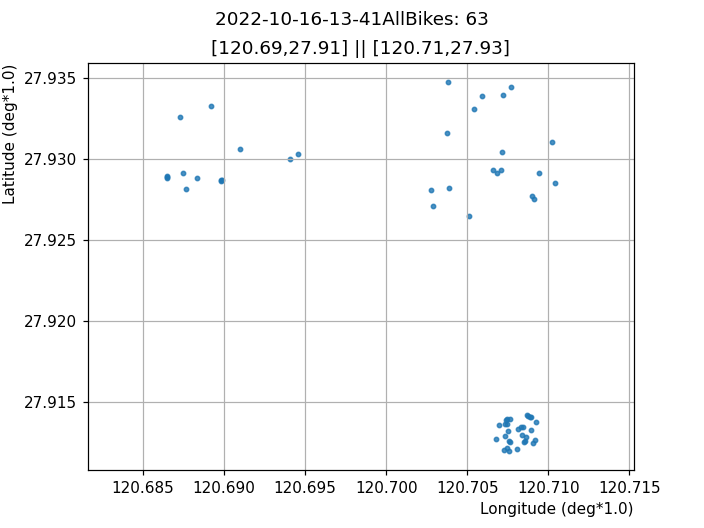 2022-10-16-13-41AllBikes: 63
[120.69,27.91] || [120.71,27.93]
Latitude (deg*1.0)
27.935
27.930
27.925
27.920
27.915
120.685 120.690 120.695 120.700 120.705 120.710 120.715
Longitude (deg*1.0)